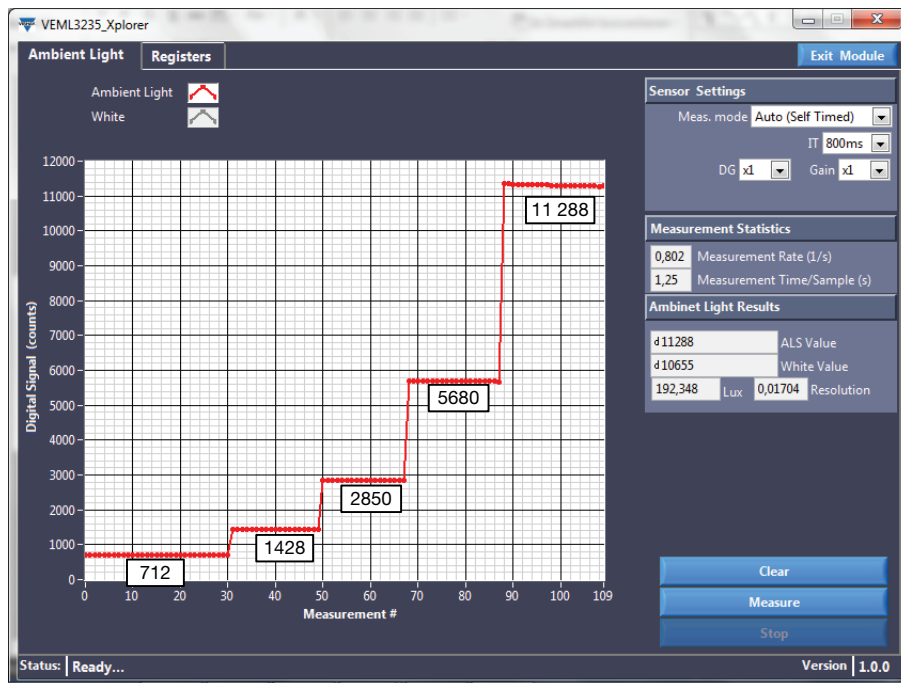 VEML3235_Xplorer
Ambient Light
Registers
Exit Module
Ambient Light
White
Digital Signal (counts)
12000
11000
10000
9000
8000
7000
6000
5000
4000
3000
2000
1000
0
712
1428
2850
5680
11 288
0 10 20 30 40 50 60 70 80 90 100 109
Measurement #
Sensor Settings
Meas. mode Auto (Self Timed)
IT 800ms
DG x1 Gain x1
Measurement Statistics
0,802 Measurement Rate (1/s)
1,25 Measurement Time/Sample (s)
Ambinet Light Results
d 11288 ALS Value
d 10655 White Value
192,348 Lux 0,01704 Resolution
Clear
Measure
Stop
Status: Ready...
Version 1.0.0